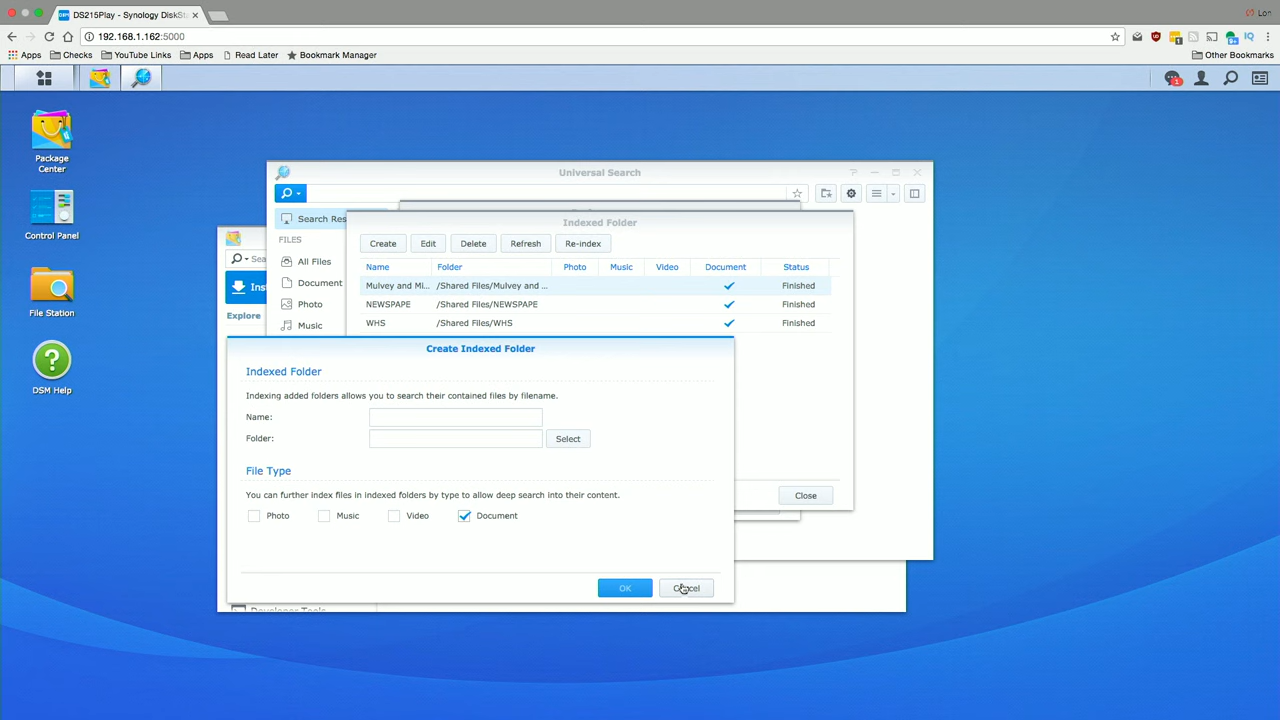 DS215Play - Synology DiskSt
Lon
192.168.1.162:5000
Apps Checks YouTube Links Apps Read Later Bookmark Manager Other Bookmarks
Package
Center
Control Panel
File Station
DSM Help
Universal Search
Search Res
FILES
All Files
Document
Photo
Music
Sea
Inst
Explore
Developer Tools
Indexed Folder
Create Edit Delete Refresh Re-index
Name Folder Photo Music Video Document Status
Mulvey and Mi... /Shared Files/Mulvey and ... Finished
NEWSPAPE /Shared Files/NEWSPAPE Finished
WHS /Shared Files/WHS Finished
Close
Create Indexed Folder
Indexed Folder
Indexing added folders allows you to search their contained files by filename.
Name:
Folder: Select
File Type
You can further index files in indexed folders by type to allow deep search into their content.
Photo Music Video Document
OK Cancel